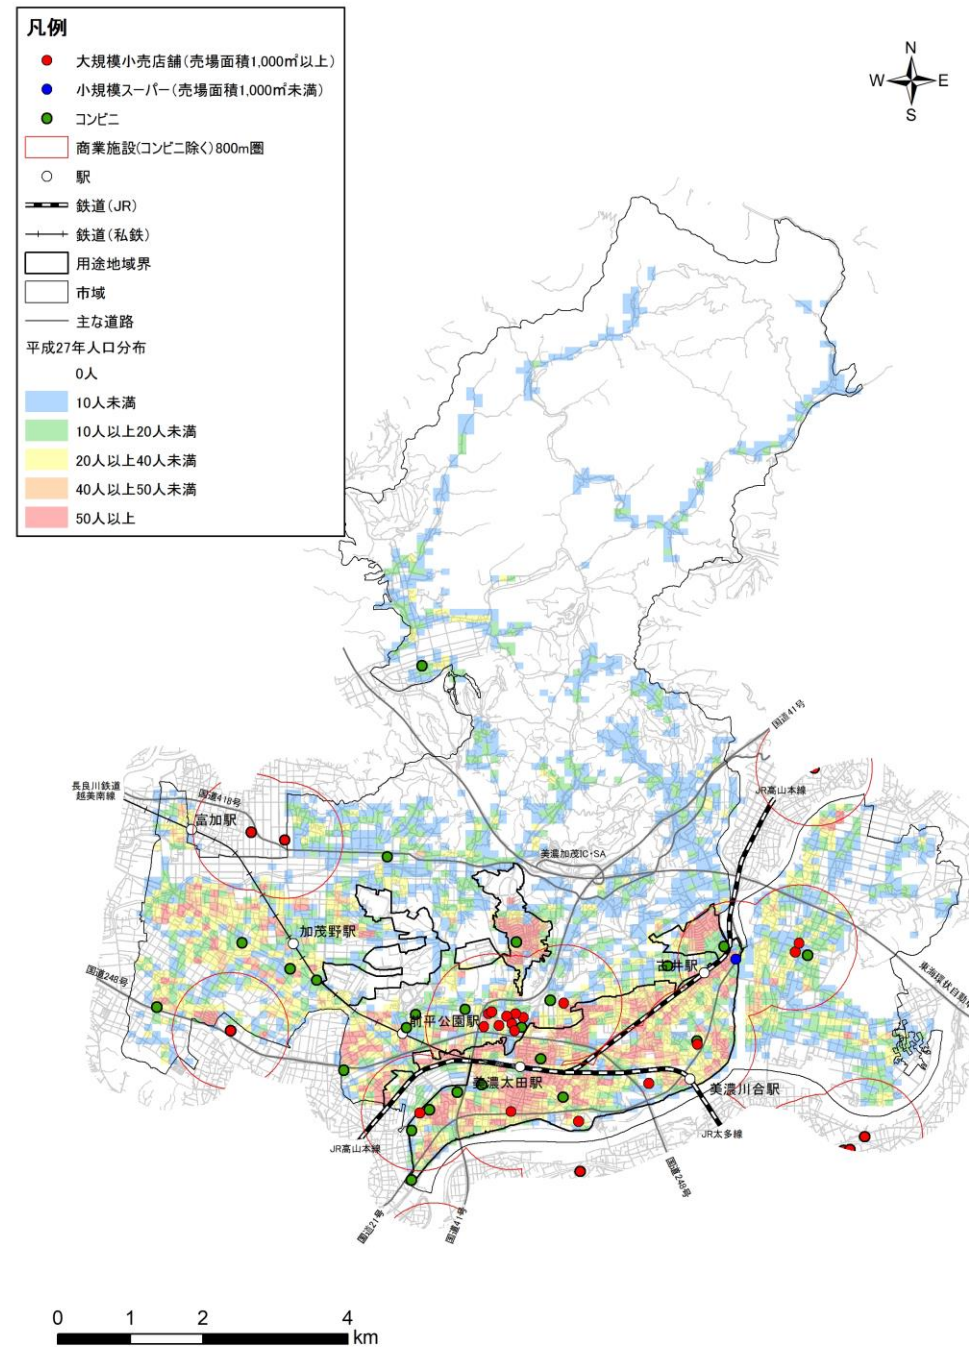 凡例
大規模小売店舗(売場面積1,000㎡以上)
小規模スーパー(売場面積1,000㎡未満)
コンビニ
商業施設(コンビニ除く)800m圏
駅
鉄道(JR)
鉄道(私鉄)
用途地域界
市域
主な道路
平成27年人口分布
0人
10人未満
10人以上20人未満
20人以上40人未満
40人以上50人未満
50人以上
N
W E
S
国道41号
長良川鉄道
越美南線
国道418号
JR高山本線
富加駅
美濃加茂IC・SA
加茂野駅
古井駅
国道248号
東海環状自動
前平公園駅
美濃太田駅
美濃川合駅
JR高山本線
JR太多線
国道248号
国道21号
国道41号
0 1 2 4
km